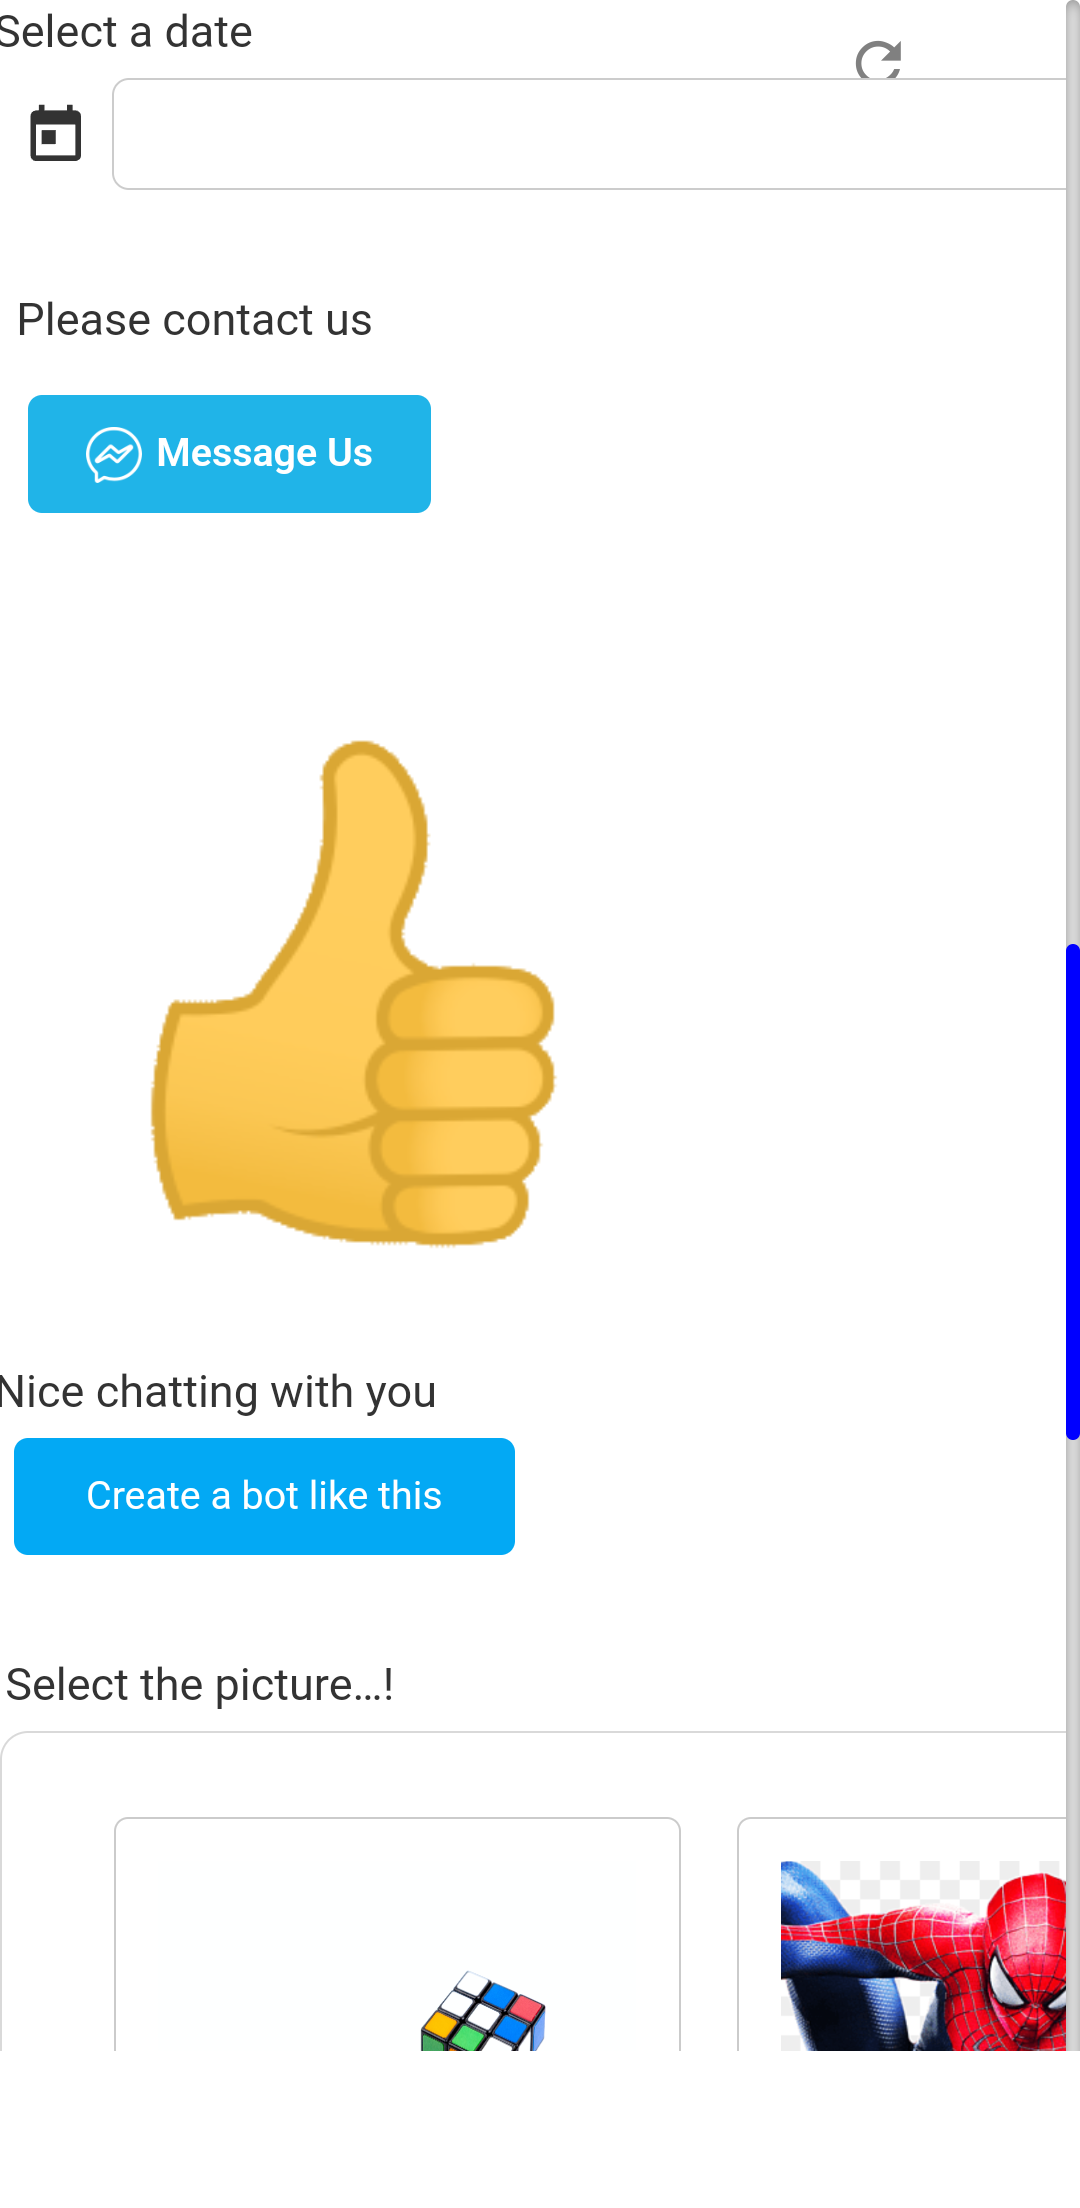 Select a date
Please contact us
Message Us
Nice chatting with you
Create a bot like this
Select the picture...!